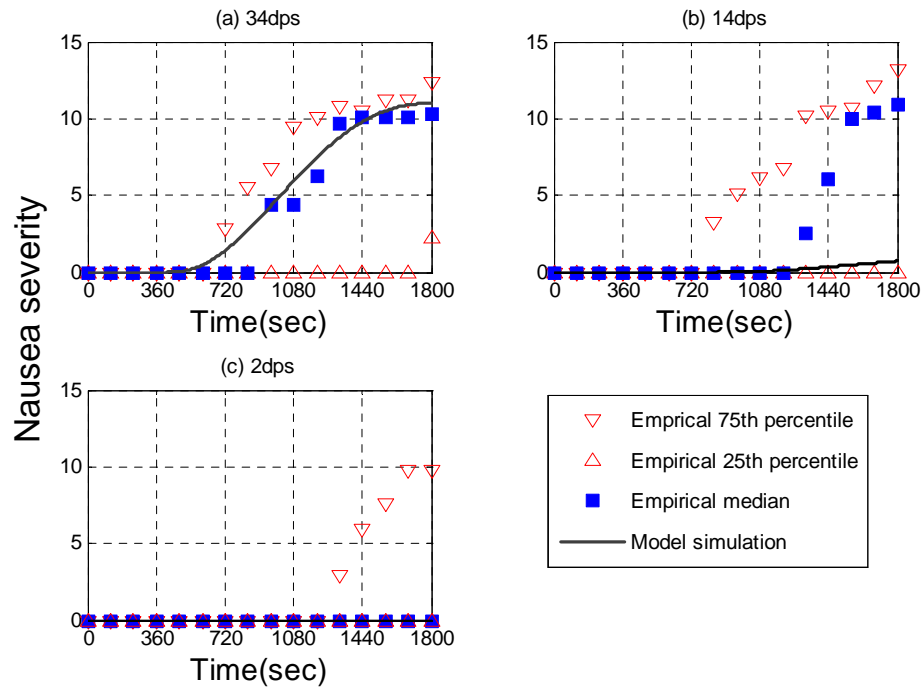 (a) 34dps
15
10
5
0
0 360 720 1080 1440 1800
Time(sec)
(b) 14dps
15
10
5
0
0 360 720 1080 1440 1800
Time(sec)
Nausea severity
(c) 2dps
15
10
5
0
0 360 720 1080 1440 1800
Time(sec)
Emprical 75th percentile
Empirical 25th percentile
Empirical median
Model simulation